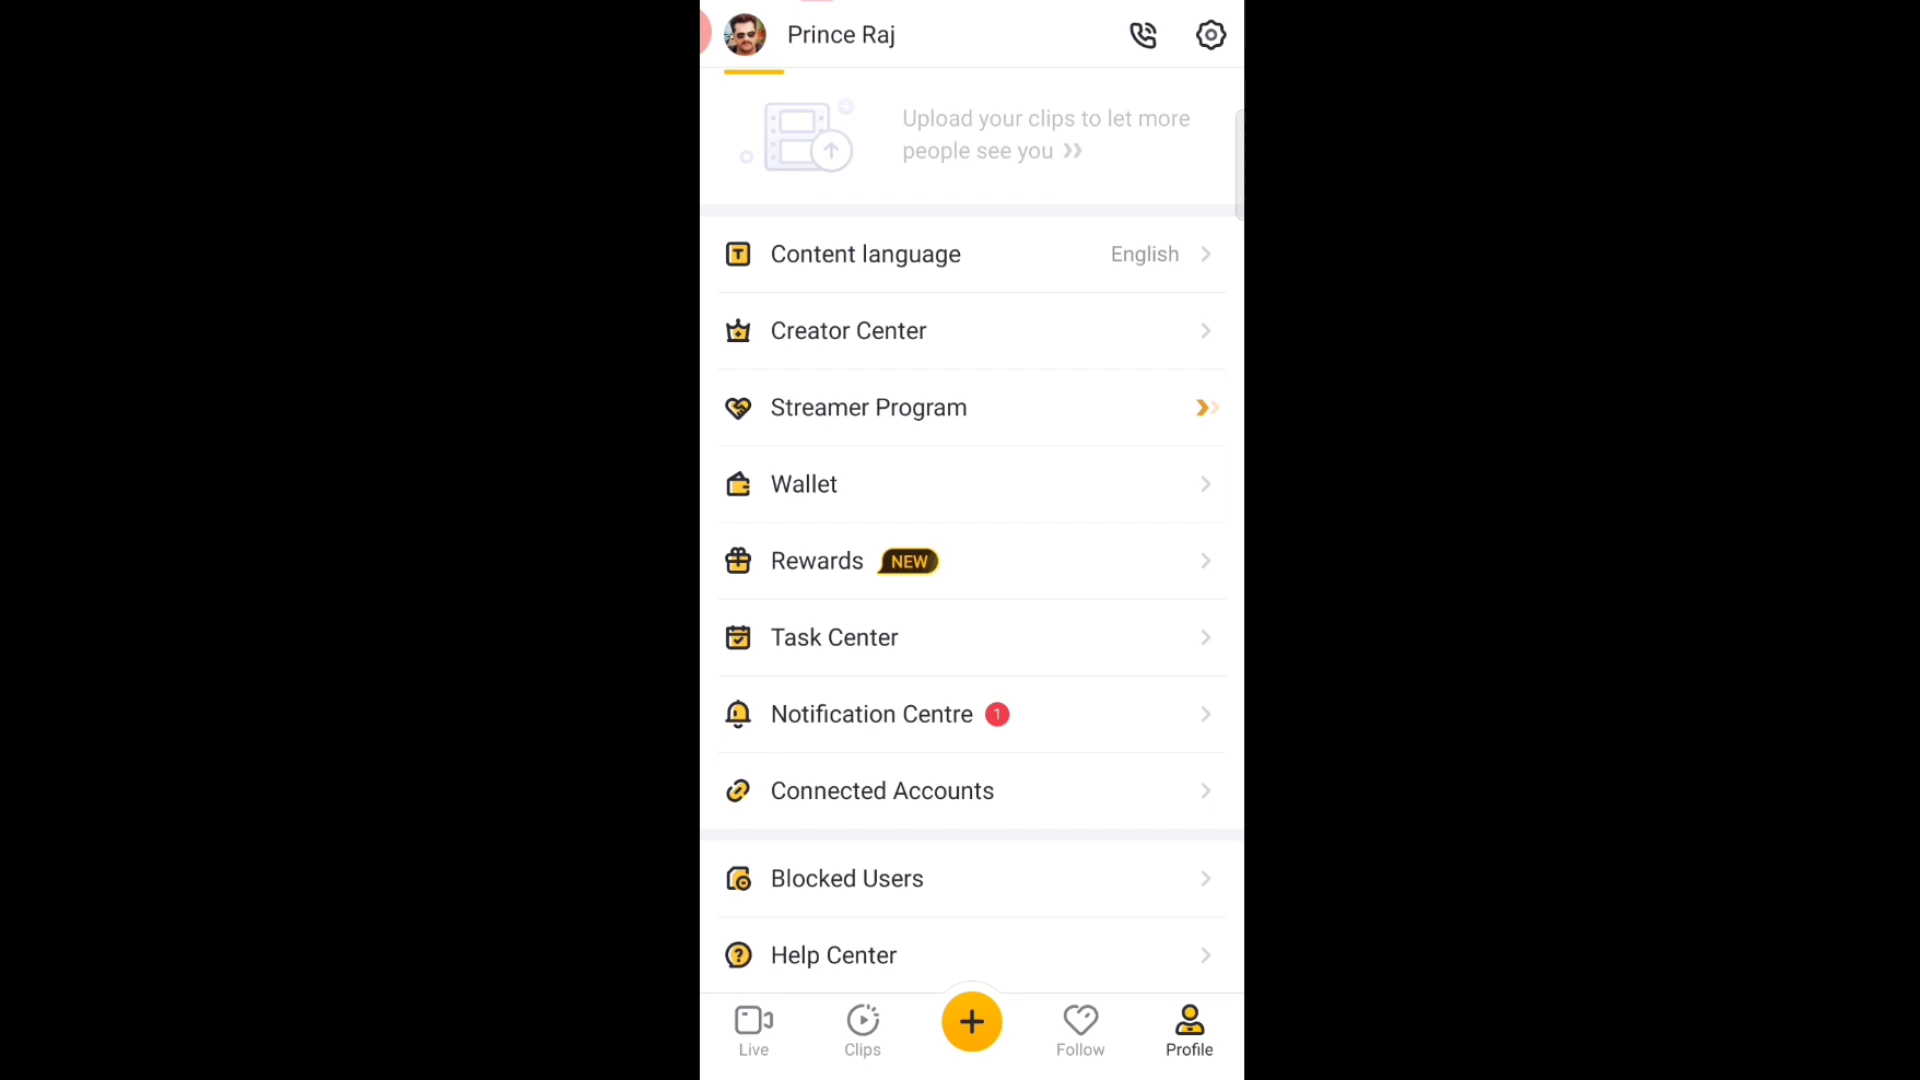 Prince Raj
Upload your clips to let more
people see you
Content language English
Creator Center
Streamer Program
Wallet
Rewards NEW
Task Center
Notification Centre 1
Connected Accounts
Blocked Users
Help Center
Live Clips Follow Profile